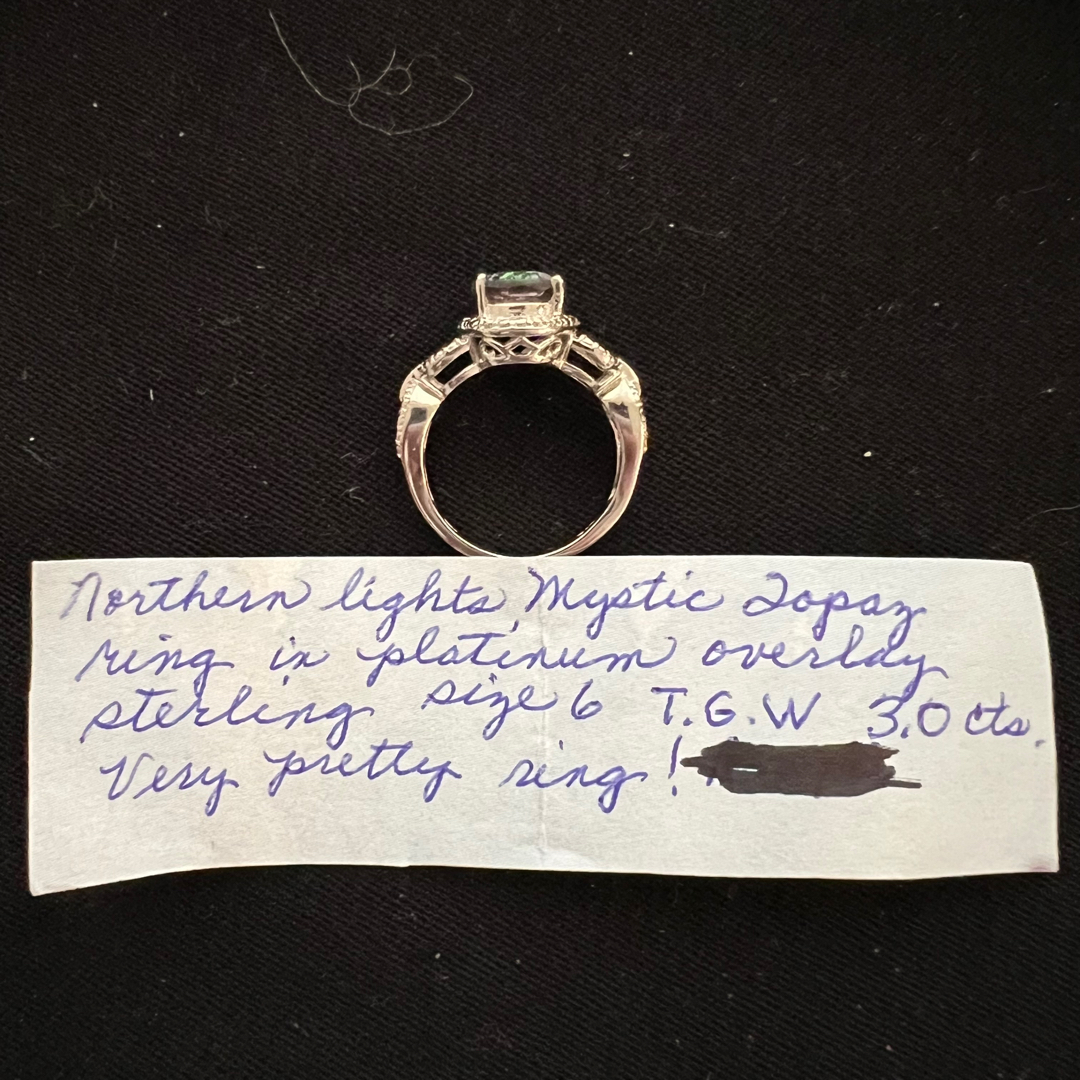 Northern lights, Mystic Topaz
ring in platinum overlay
sterling size 6 T.G.W 3.0 cts.
Very pretty ring!